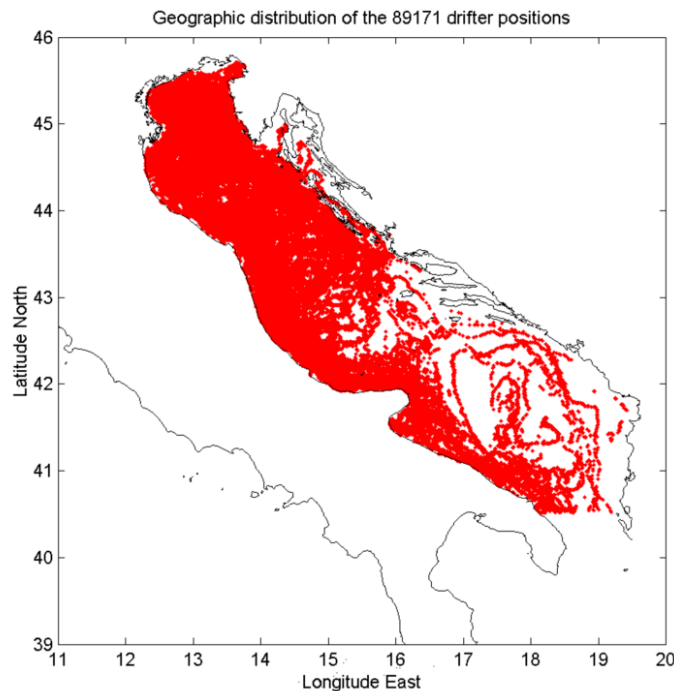 Geographic distribution of the 89171 drifter positions
46
45
44
43
42
41
40
39
Latitude North
11 12 13 14 15 16 17 18 19 20
Longitude East